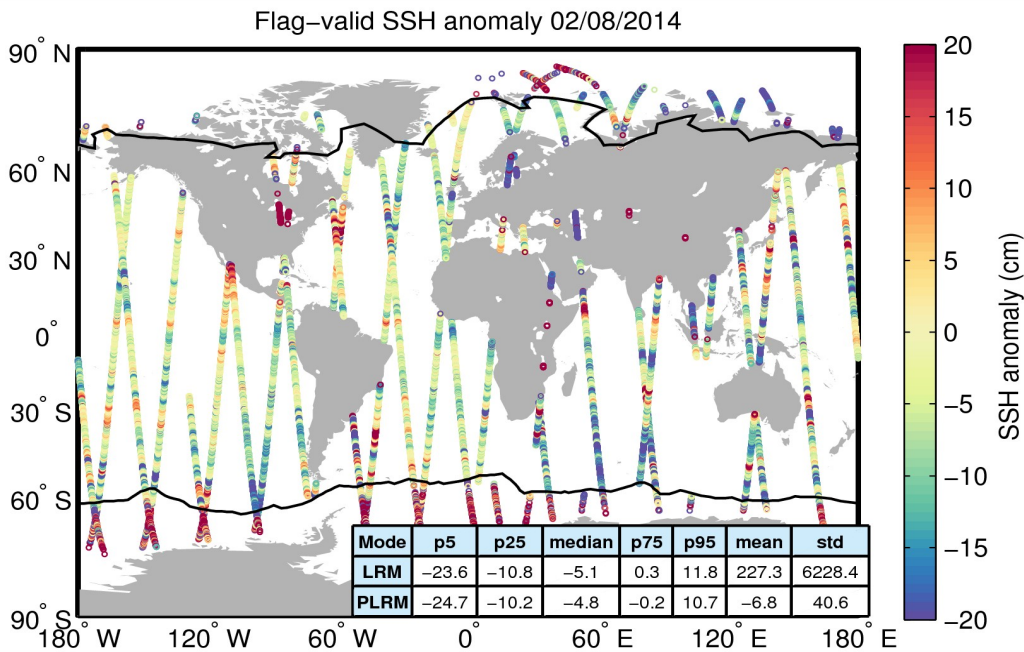 Flag−valid SSH anomaly 02/08/2014
90° N
60° N
30° N
0°
30° S
60° S
90° S
180° W 120° W 60° W 0° 60° E 120° E 180° E
20
15
10
5
0
−5
−10
−15
−20
SSH anomaly (cm)
Mode p5 p25 median p75 p95 mean std
LRM −23.6 −10.8 −5.1 0.3 11.8 227.3 6228.4
PLRM −24.7 −10.2 −4.8 −0.2 10.7 −6.8 40.6